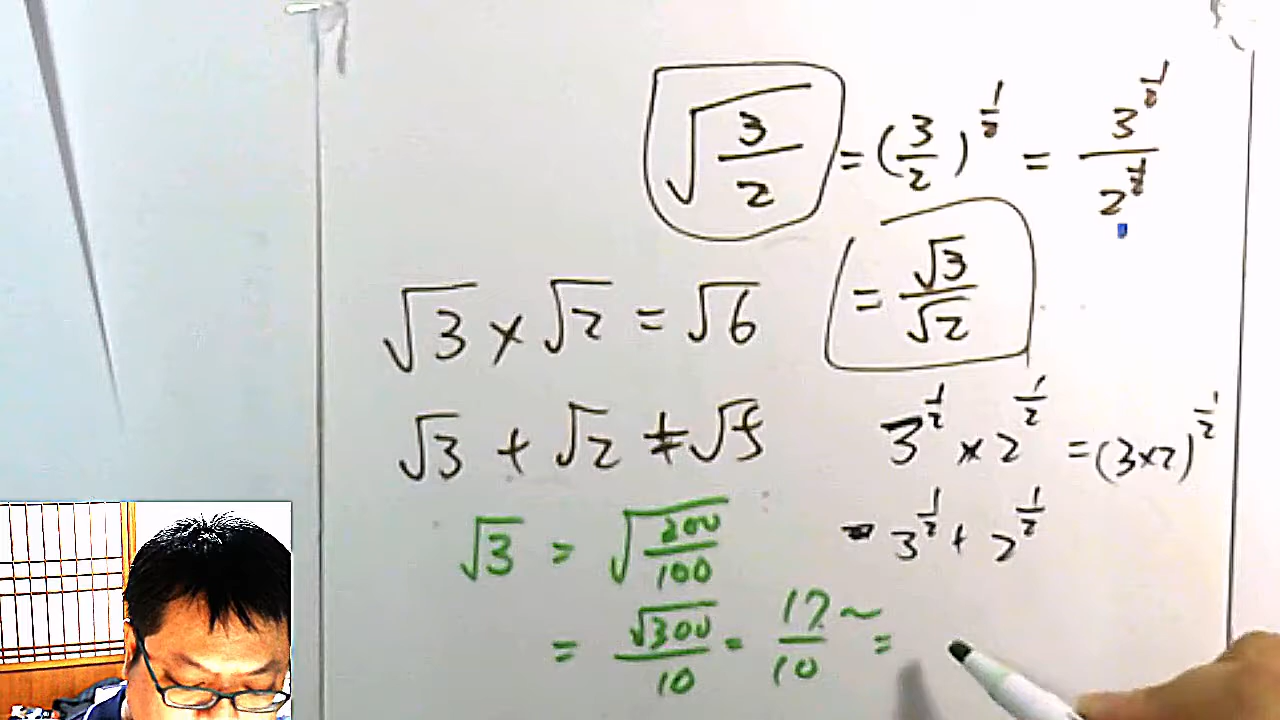 √(3/2) = (3/2)^(1/2) = 3^(1/2)/2^(1/2)
= √3/√2
√3 × √2 = √6
√3 + √2 ≠ √5
3^(1/2) × 2^(1/2) = (3×2)^(1/2)
3^(1/2) + 2^(1/2)
√3 = √(300/100)
= √300/10 = 17~/10 =